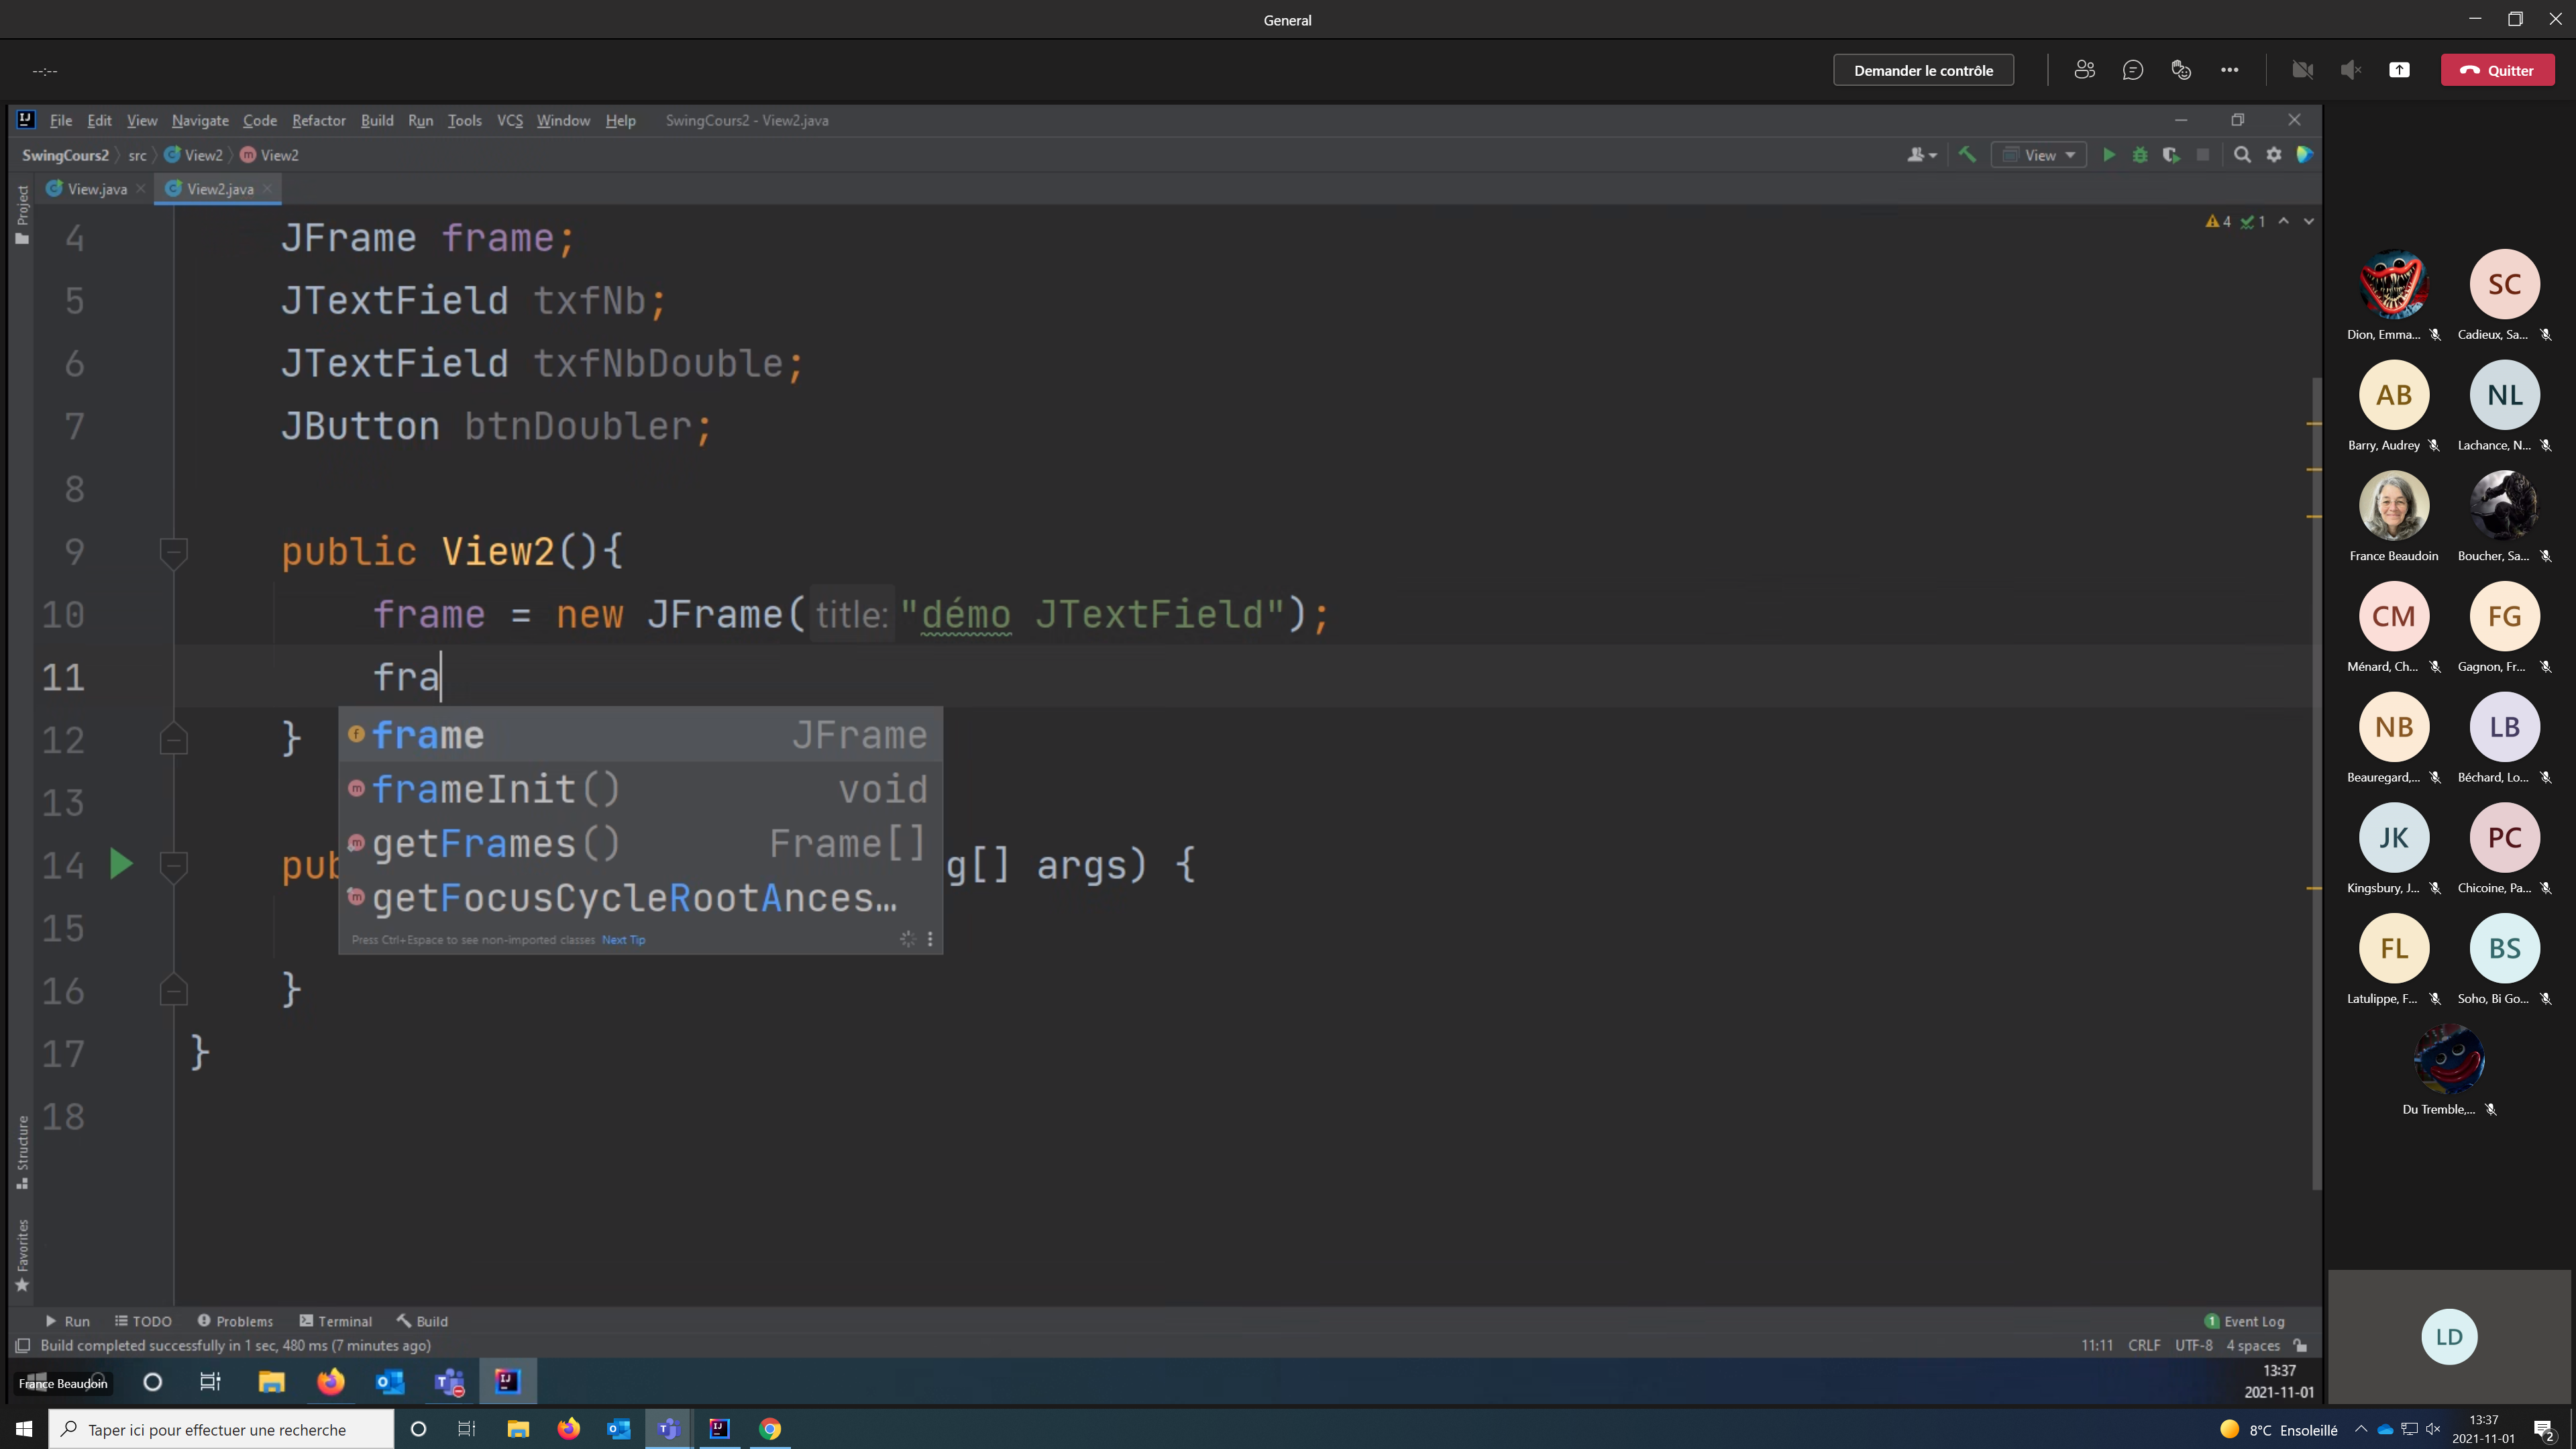 General
--:--
Demander le contrôle
Quitter
File Edit View Navigate Code Refactor Build Run Tools VCS Window Help SwingCours2 - View2.java
SwingCours2 src View2 View2
View
View.java View2.java
Project
4 1
4 JFrame frame;
5 JTextField txfNb;
6 JTextField txfNbDouble;
7 JButton btnDoubler;
8
9 public View2(){
10 frame = new JFrame( title: "démo JTextField");
11 fra
12 }
frame JFrame
frameInit() void
13
getFrames() Frame[]
14 pub g[] args) {
getFocusCycleRootAnces…
15
Press Ctrl+Espace to see non-imported classes Next Tip
16 }
17 }
18
Structure
Favorites
Run TODO Problems Terminal Build
1 Event Log
Build completed successfully in 1 sec, 480 ms (7 minutes ago)
11:11 CRLF UTF-8 4 spaces
France Beaudoin
13:37
2021-11-01
SC
Dion, Emma... Cadieux, Sa...
AB NL
Barry, Audrey Lachance, N...
France Beaudoin Boucher, Sa...
CM FG
Ménard, Ch... Gagnon, Fr...
NB LB
Beauregard,... Béchard, Lo...
JK PC
Kingsbury, J... Chicoine, Pa...
FL BS
Latulippe, F... Soho, Bi Go...
Du Tremble,...
LD
Taper ici pour effectuer une recherche
8°C Ensoleillé
13:37
2021-11-01
2